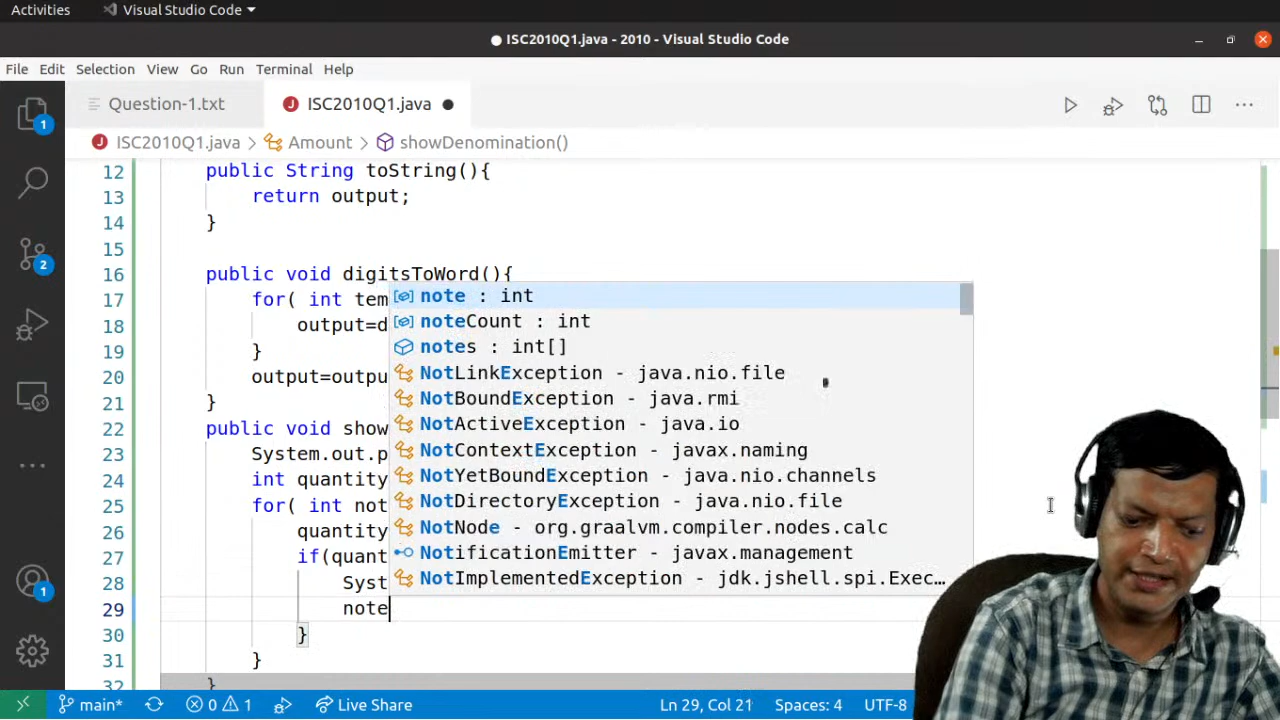 Activities Visual Studio Code
ISC2010Q1.java - 2010 - Visual Studio Code
File Edit Selection View Go Run Terminal Help
Question-1.txt ISC2010Q1.java
ISC2010Q1.java > Amount > showDenomination()
12 public String toString(){
13 return output;
14 }
15
16 public void digitsToWord(){
17 for( int tem
18 output=d
19 }
20 output=outpu
21 }
22 public void show
23 System.out.p
24 int quantity
25 for( int not
26 quantity
27 if(quant
28 Syst
29 note
30 }
31 }
32 }
note : int
noteCount : int
notes : int[]
NotLinkException - java.nio.file
NotBoundException - java.rmi
NotActiveException - java.io
NotContextException - javax.naming
NotYetBoundException - java.nio.channels
NotDirectoryException - java.nio.file
NotNode - org.graalvm.compiler.nodes.calc
NotificationEmitter - javax.management
NotImplementedException - jdk.jshell.spi.Exec…
1
2
1
1
main* 0 1 Live Share Ln 29, Col 21 Spaces: 4 UTF-8